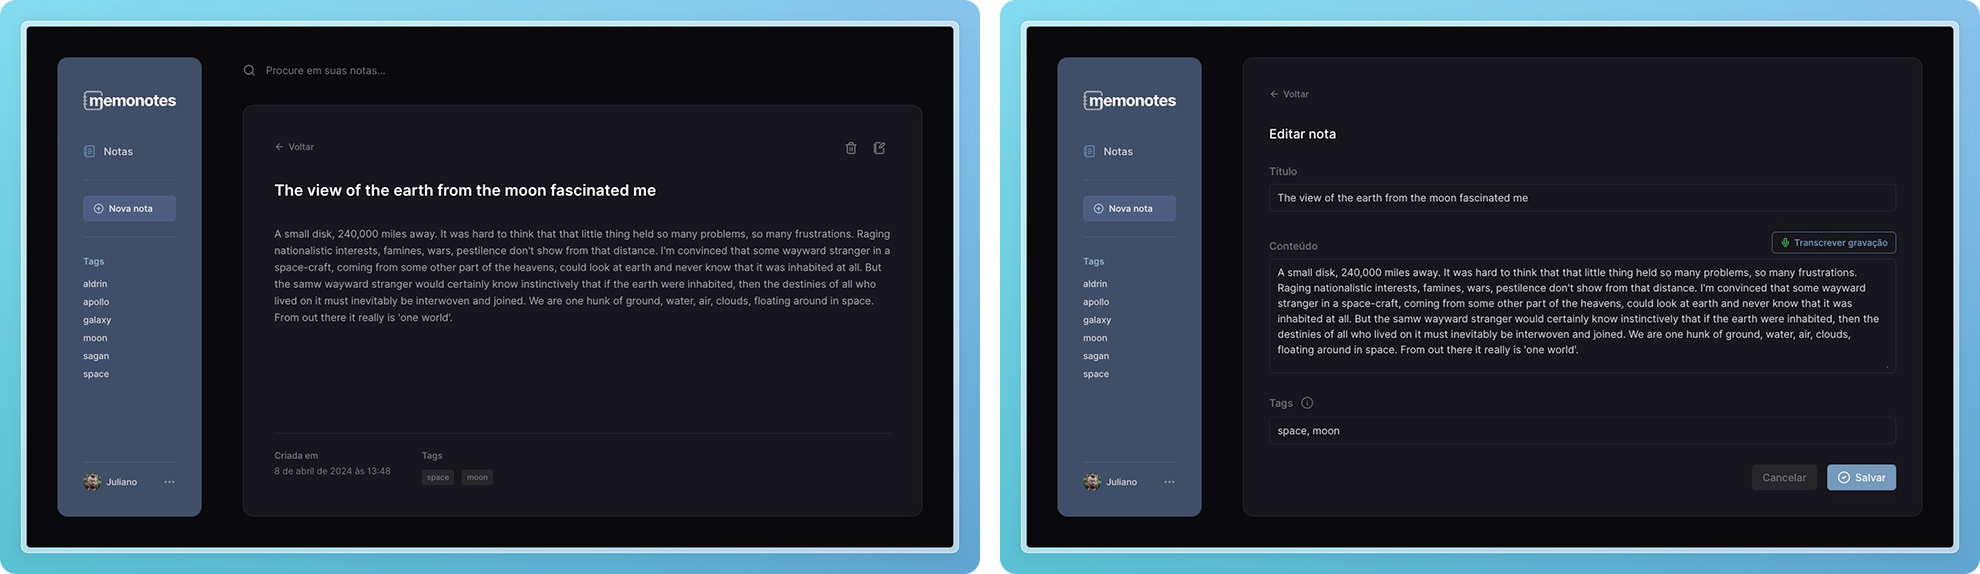 memonotes
Notas
Nova nota
Tags
aldrin
apollo
galaxy
moon
sagan
space
Juliano
Procure em suas notas...
Voltar
The view of the earth from the moon fascinated me
A small disk, 240,000 miles away. It was hard to think that that little thing held so many problems, so many frustrations. Raging
nationalistic interests, famines, wars, pestilence don't show from that distance. I'm convinced that some wayward stranger in a
space-craft, coming from some other part of the heavens, could look at earth and never know that it was inhabited at all. But
the samw wayward stranger would certainly know instinctively that if the earth were inhabited, then the destinies of all who
lived on it must inevitably be interwoven and joined. We are one hunk of ground, water, air, clouds, floating around in space.
From out there it really is 'one world'.
Criada em
8 de abril de 2024 às 13:48
Tags
space moon
memonotes
Notas
Nova nota
Tags
aldrin
apollo
galaxy
moon
sagan
space
Juliano
Voltar
Editar nota
Título
The view of the earth from the moon fascinated me
Conteúdo
Transcrever gravação
A small disk, 240,000 miles away. It was hard to think that that little thing held so many problems, so many frustrations.
Raging nationalistic interests, famines, wars, pestilence don't show from that distance. I'm convinced that some wayward
stranger in a space-craft, coming from some other part of the heavens, could look at earth and never know that it was
inhabited at all. But the samw wayward stranger would certainly know instinctively that if the earth were inhabited, then the
destinies of all who lived on it must inevitably be interwoven and joined. We are one hunk of ground, water, air, clouds,
floating around in space. From out there it really is 'one world'.
Tags
space, moon
Cancelar
Salvar